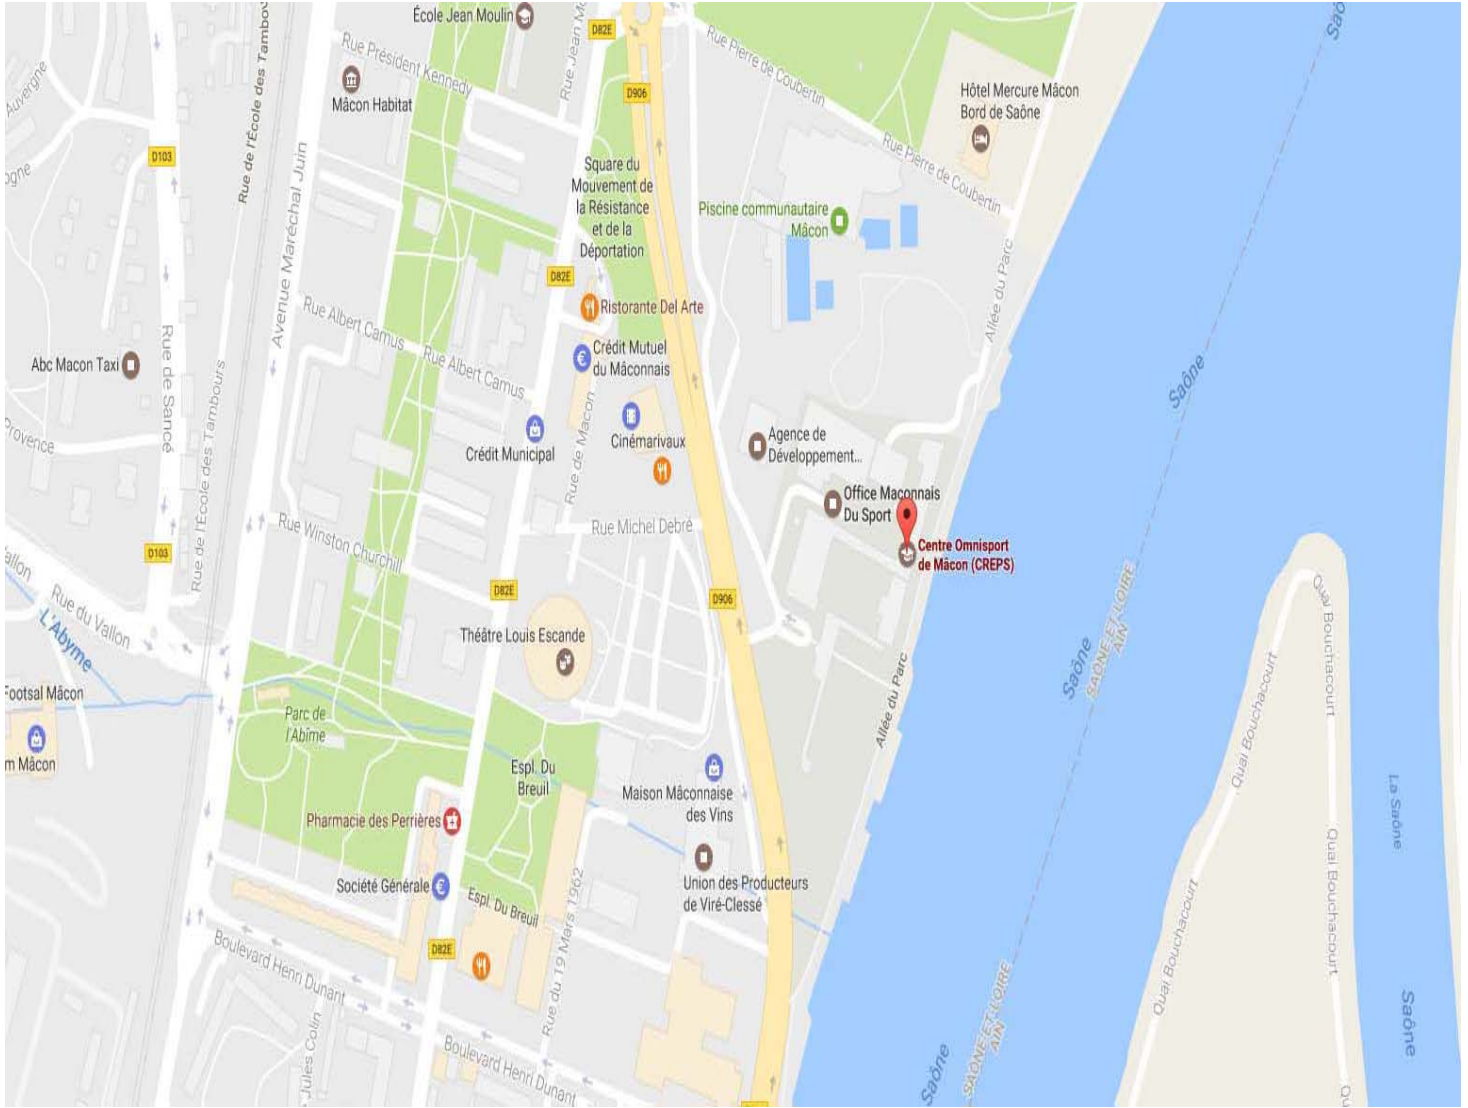 École Jean Moulin
D82E
Rue Jean Mo
Rue de l'École des Tambou
Rue Président Kennedy
Rue Pierre de Coubertin
Saô
Auvergne
Mâcon Habitat
D906
Hôtel Mercure Mâcon
Bord de Saône
D103
ogne
Avenue Maréchal Juin
Square du
Mouvement de
la Résistance
et de la
Déportation
Rue Pierre de Coubertin
Piscine communautaire
Mâcon
D82E
Allée du Parc
Rue Albert Camus
Ristorante Del Arte
Abc Macon Taxi
Rue de Sancé
Rue de l'École des Tambours
Rue Albert Camus
Crédit Mutuel
du Mâconnais
Saône
Provence
Crédit Municipal
Rue de Macon
Cinémarivaux
Agence de
Développement...
Office Maconnais
Du Sport
Rue Winston Churchill
Rue Michel Debré
Centre Omnisport
de Mâcon (CREPS)
D103
Vallon
Rue du Vallon
L'Abyme
D82E
D906
Théâtre Louis Escande
Saône
SAÔNE-ET-LOIRE
AIN
Quai Bouchacourt
Quai Bouchacourt
Footsal Mâcon
m Mâcon
Parc de
l'Abîme
Allée du Parc
Espl. Du
Breuil
Maison Mâconnaise
des Vins
La Saône
Pharmacie des Perrières
Société Générale
Espl. Du Breuil
Union des Producteurs
de Viré-Clessé
Quai Bouchacourt
Quai Bouchacourt
D82E
Boulevard Henri Dunant
Rue du 19 Mars 1962
Jules Colin
Boulevard Henri Dunant
Saône
SAÔNE-ET-LOIRE
AIN
Saône
Qu